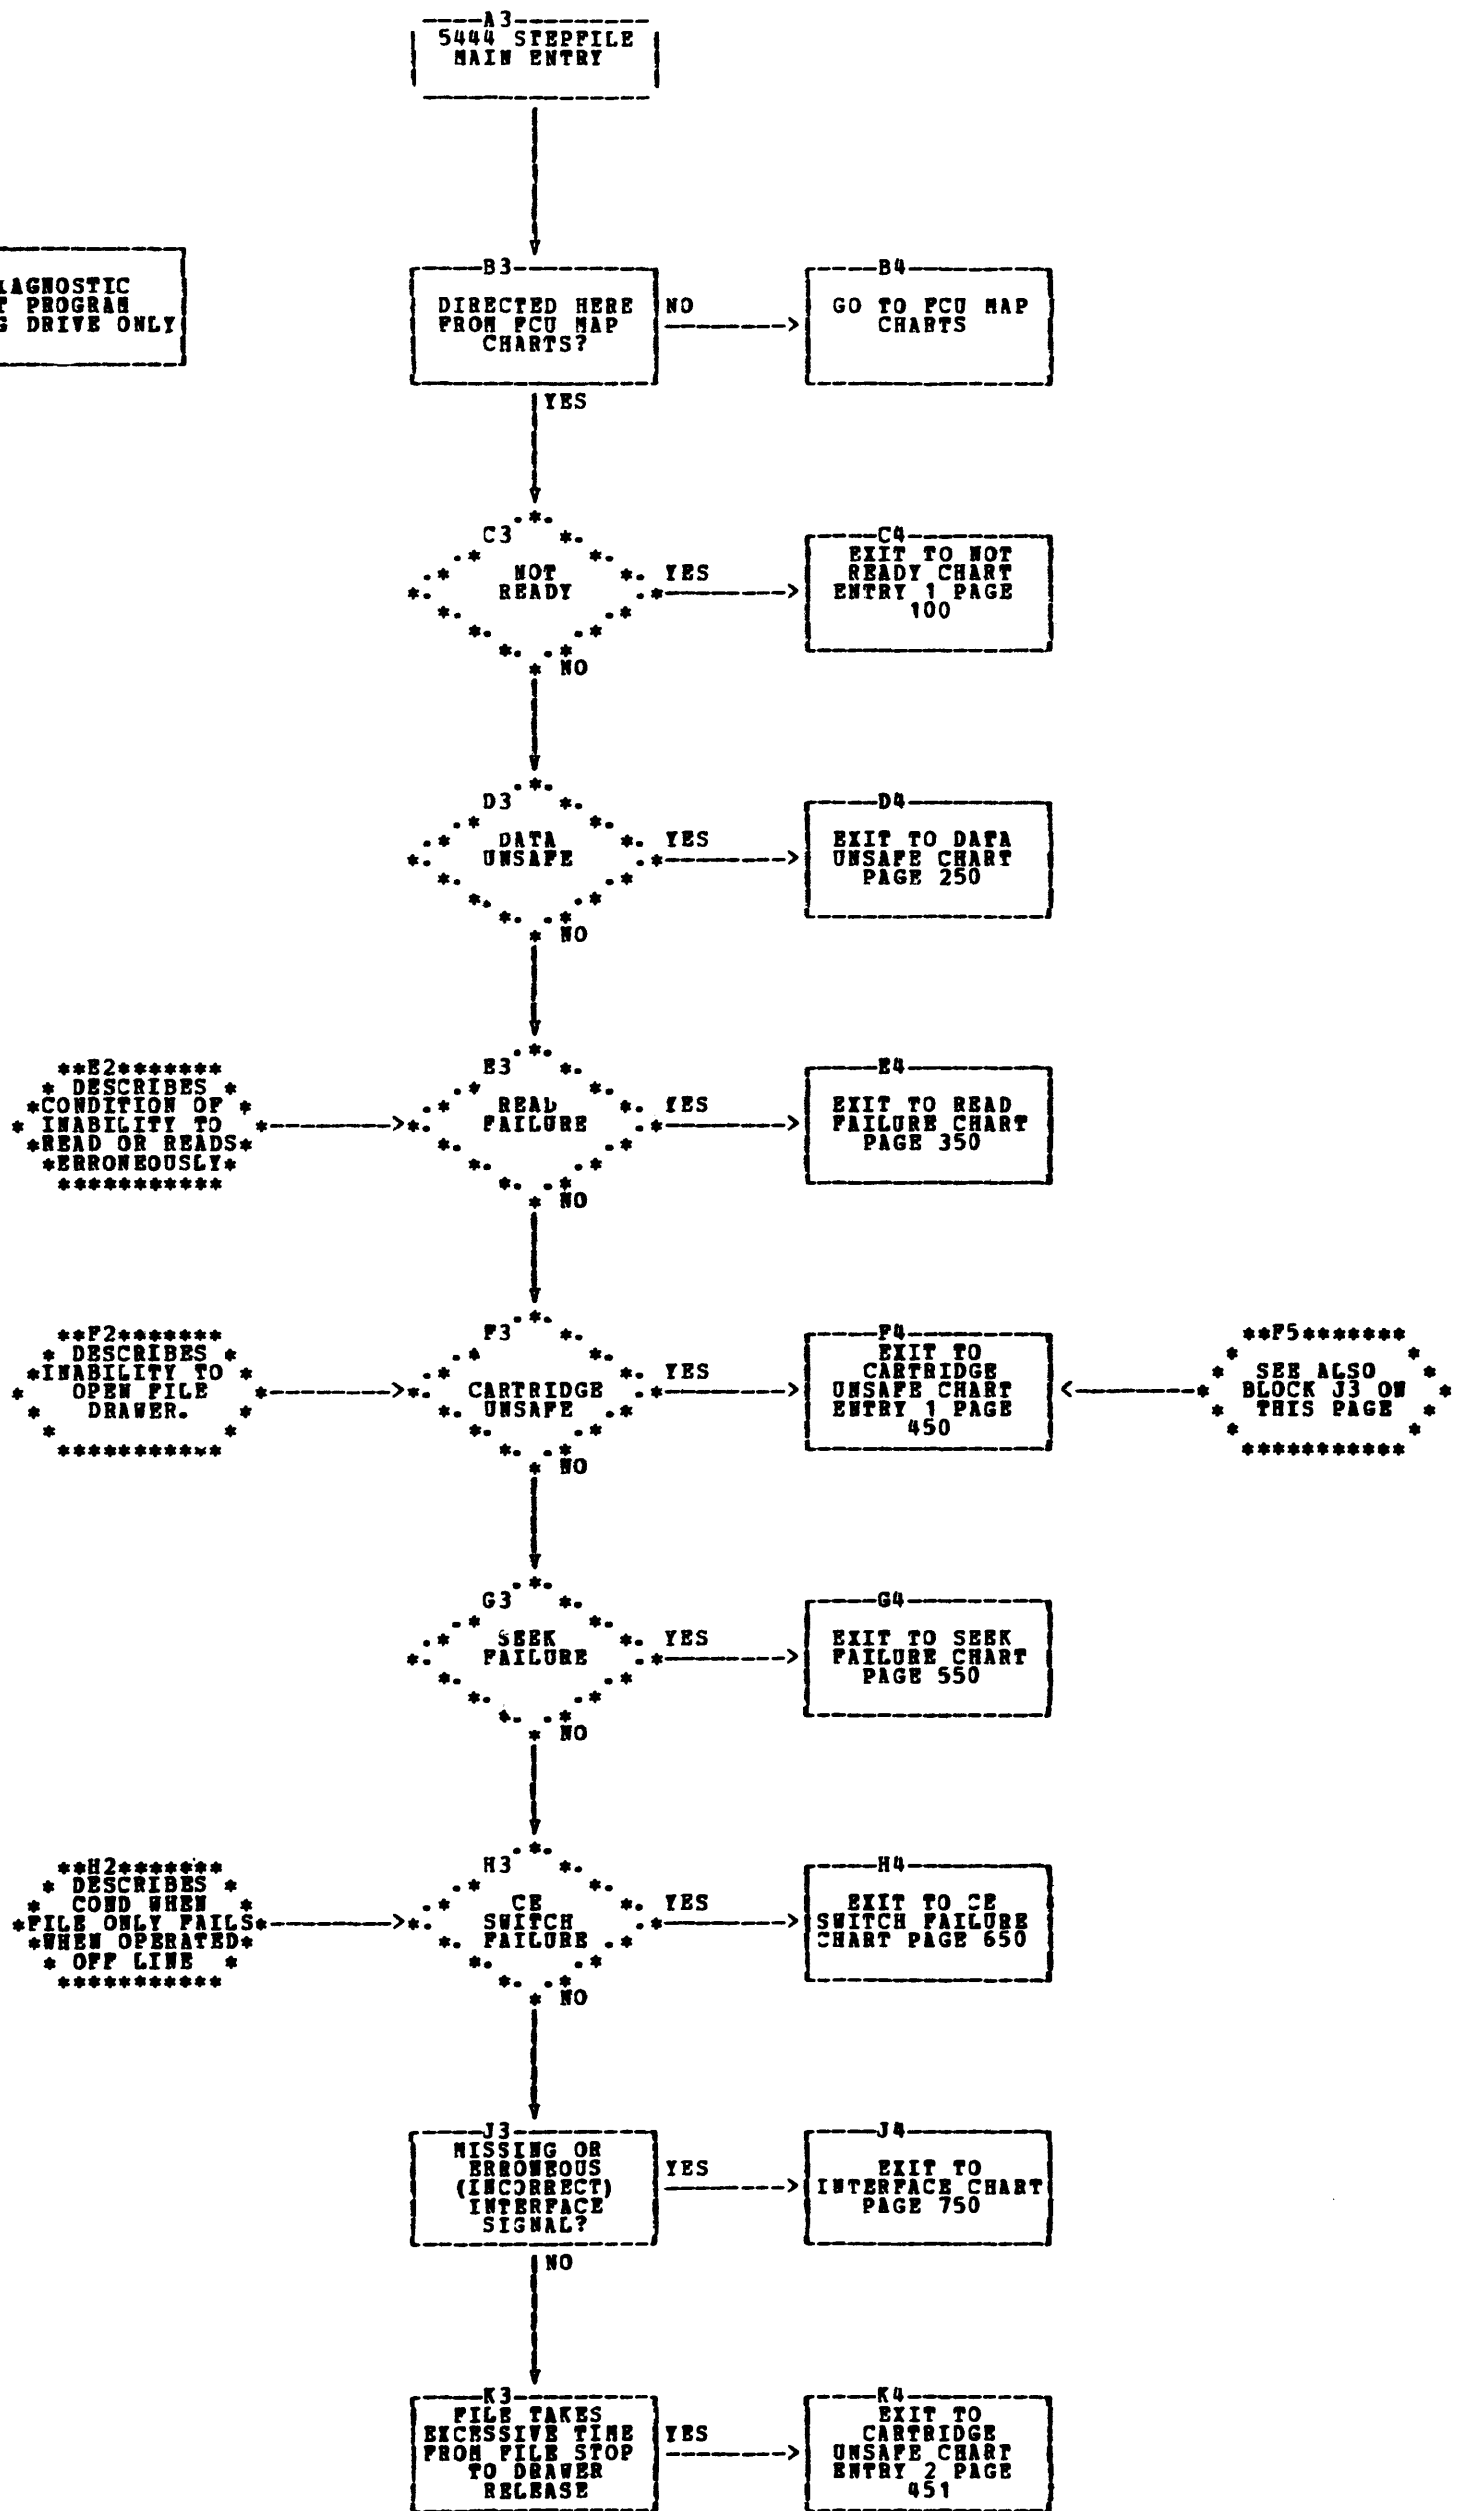 A3
5444 STEPFILE
MAIN ENTRY
IAGNOSTIC
T PROGRAM
G DRIVE ONLY
B3
DIRECTED HERE
FROM FCU MAP
CHARTS?
NO
B4
GO TO FCU MAP
CHARTS
YES
C3
NOT
READY
YES
C4
EXIT TO NOT
READY CHART
ENTRY 1 PAGE
100
NO
D3
DATA
UNSAFE
YES
D4
EXIT TO DATA
UNSAFE CHART
PAGE 250
NO
**E2*******
* DESCRIBES *
*CONDITION OF *
* INABILITY TO *
*READ OR READS*
*ERRONEOUSLY*
***********
E3
READ
FAILURE
YES
E4
EXIT TO READ
FAILURE CHART
PAGE 350
NO
**F2*******
* DESCRIBES *
*INABILITY TO *
* OPEN FILE *
* DRAWER. *
* *
***********
F3
CARTRIDGE
UNSAFE
YES
F4
EXIT TO
CARTRIDGE
UNSAFE CHART
ENTRY 1 PAGE
450
**F5*******
* *
* SEE ALSO *
* BLOCK J3 ON *
* THIS PAGE *
* *
***********
NO
G3
SEEK
FAILURE
YES
G4
EXIT TO SEEK
FAILURE CHART
PAGE 550
NO
**H2*******
* DESCRIBES *
* COND WHEN *
*FILE ONLY FAILS*
*WHEN OPERATED*
* OFF LINE *
***********
H3
CE
SWITCH
FAILURE
YES
H4
EXIT TO CE
SWITCH FAILURE
CHART PAGE 650
NO
J3
MISSING OR
ERRONEOUS
(INCORRECT)
INTERFACE
SIGNAL?
YES
J4
EXIT TO
INTERFACE CHART
PAGE 750
NO
K3
FILE TAKES
EXCESSIVE TIME
FROM FILE STOP
TO DRAWER
RELEASE
YES
K4
EXIT TO
CARTRIDGE
UNSAFE CHART
ENTRY 2 PAGE
451